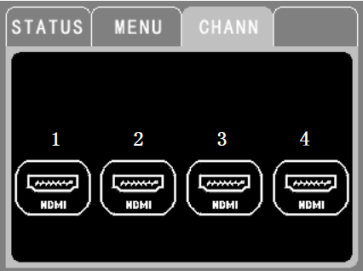 STATUS MENU CHANN
1 2 3 4
HDMI HDMI HDMI HDMI